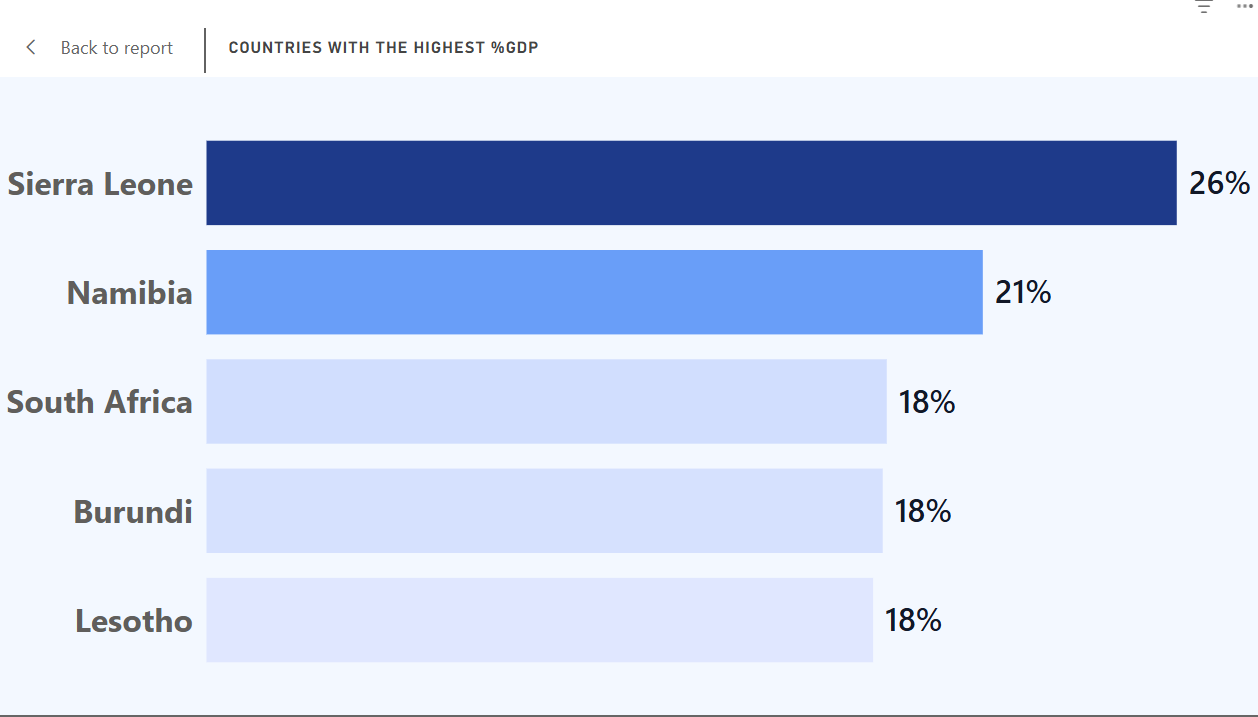 Back to report
COUNTRIES WITH THE HIGHEST %GDP
Sierra Leone 26%
Namibia 21%
South Africa 18%
Burundi 18%
Lesotho 18%